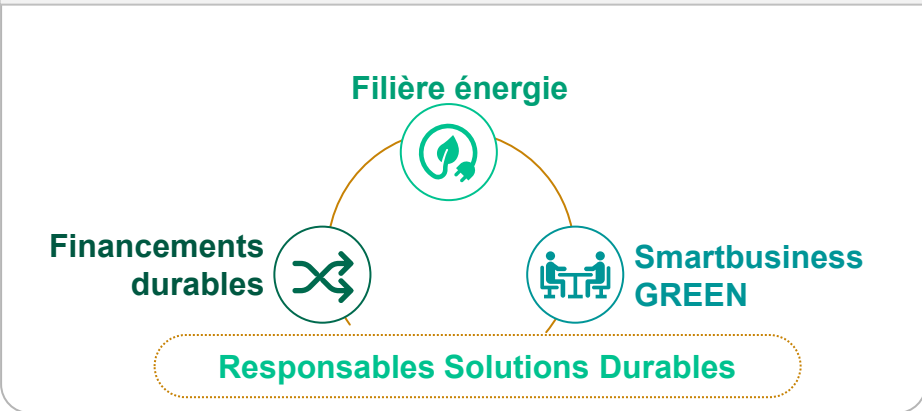 Filière énergie
Financements
durables
Smartbusiness
GREEN
Responsables Solutions Durables